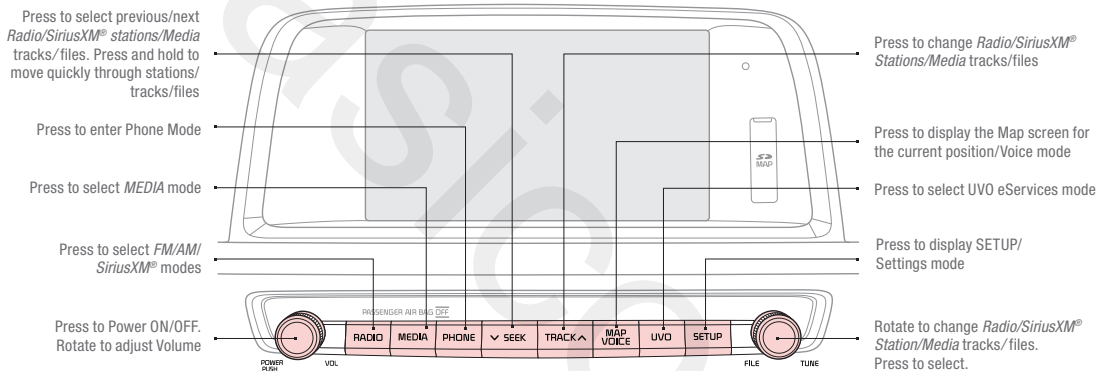 Press to select previous/next
Radio/SiriusXM® stations/Media
tracks/files. Press and hold to
move quickly through stations/
tracks/files
Press to enter Phone Mode
Press to select MEDIA mode
Press to select FM/AM/
SiriusXM® modes
Press to Power ON/OFF.
Rotate to adjust Volume
Press to change Radio/SiriusXM®
Stations/Media tracks/files
Press to display the Map screen for
the current position/Voice mode
Press to select UVO eServices mode
Press to display SETUP/
Settings mode
Rotate to change Radio/SiriusXM®
Station/Media tracks/files.
Press to select.
SD
MAP
PASSENGER AIR BAG OFF
RADIO
MEDIA
PHONE
SEEK
TRACK
MAP
VOICE
UVO
SETUP
POWER
PUSH
VOL
FILE
TUNE